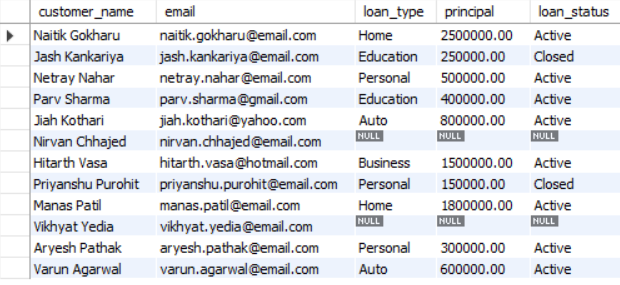 customer_name email loan_type principal loan_status
Naitik Gokharu naitik.gokharu@email.com Home 2500000.00 Active
Jash Kankariya jash.kankariya@email.com Education 250000.00 Closed
Netray Nahar netray.nahar@email.com Personal 500000.00 Active
Parv Sharma parv.sharma@gmail.com Education 400000.00 Active
Jiah Kothari jiah.kothari@yahoo.com Auto 800000.00 Active
Nirvan Chhajed nirvan.chhajed@email.com NULL NULL NULL
Hitarth Vasa hitarth.vasa@hotmail.com Business 1500000.00 Active
Priyanshu Purohit priyanshu.purohit@email.com Personal 150000.00 Closed
Manas Patil manas.patil@email.com Home 1800000.00 Active
Vikhyat Yedia vikhyat.yedia@email.com NULL NULL NULL
Aryesh Pathak aryesh.pathak@email.com Personal 300000.00 Active
Varun Agarwal varun.agarwal@email.com Auto 600000.00 Active